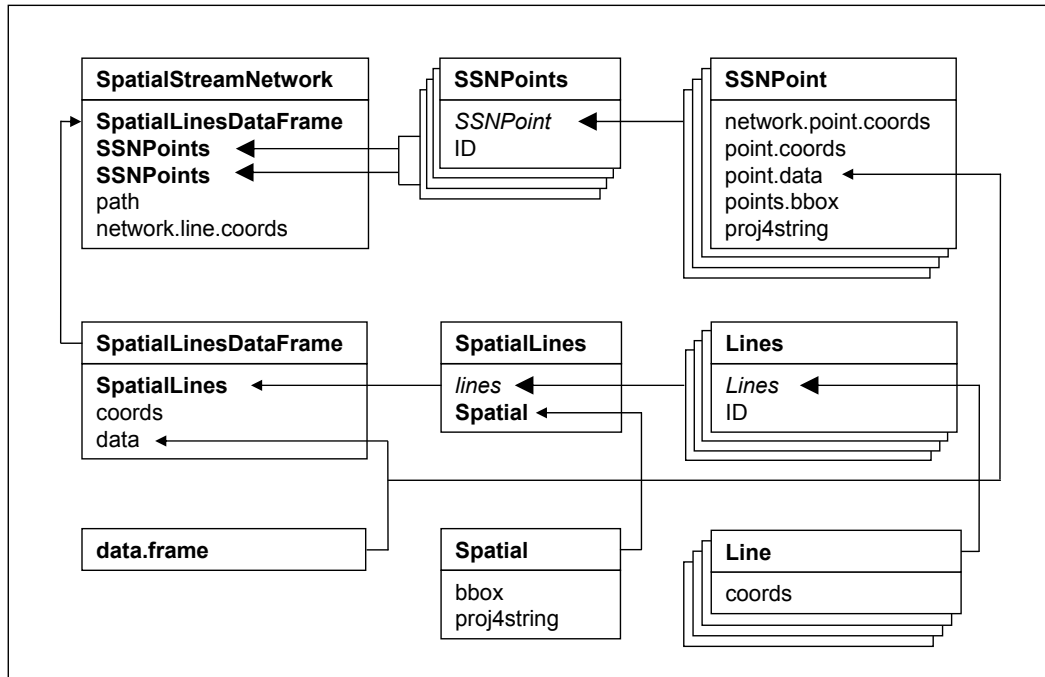 SpatialStreamNetwork
SpatialLinesDataFrame
SSNPoints
SSNPoints
path
network.line.coords
SSNPoints
SSNPoint
ID
SSNPoint
network.point.coords
point.coords
point.data
points.bbox
proj4string
SpatialLinesDataFrame
SpatialLines
coords
data
SpatialLines
lines
Spatial
Lines
Lines
ID
data.frame
Spatial
bbox
proj4string
Line
coords